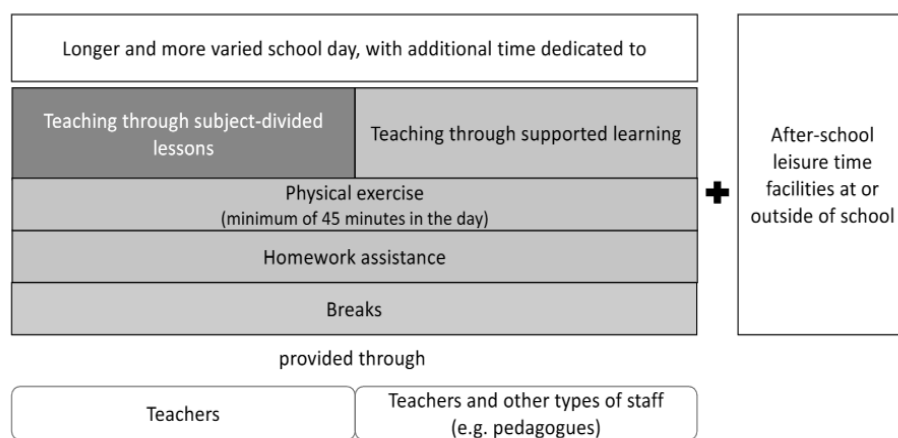 Longer and more varied school day, with additional time dedicated to
Teaching through subject-divided
lessons
Teaching through supported learning
Physical exercise
(minimum of 45 minutes in the day)
Homework assistance
Breaks
+
After-school
leisure time
facilities at or
outside of school
provided through
Teachers
Teachers and other types of staff
(e.g. pedagogues)